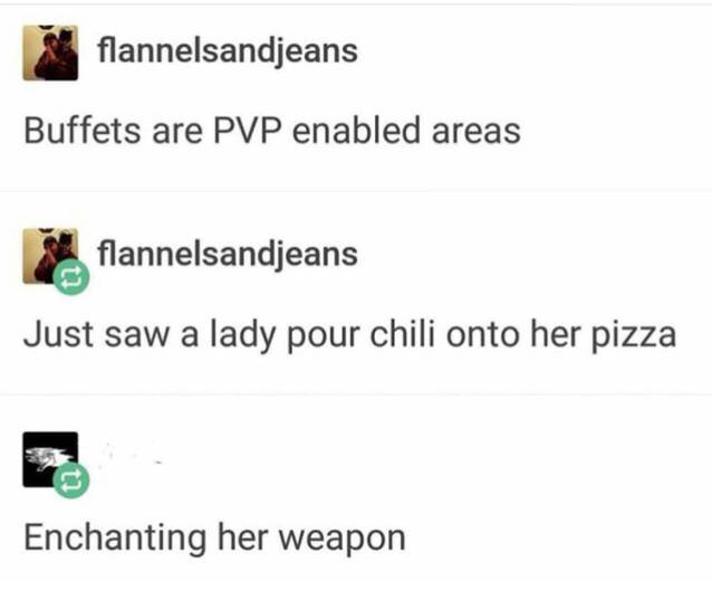 flannelsandjeans
Buffets are PVP enabled areas
flannelsandjeans
Just saw a lady pour chili onto her pizza
Enchanting her weapon